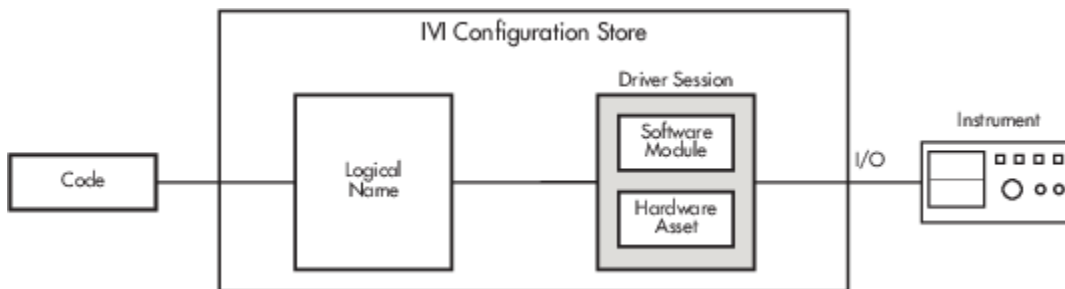 IVI Configuration Store
Driver Session
Software
Module
Instrument
I/O
Code
Logical
Name
Hardware
Asset